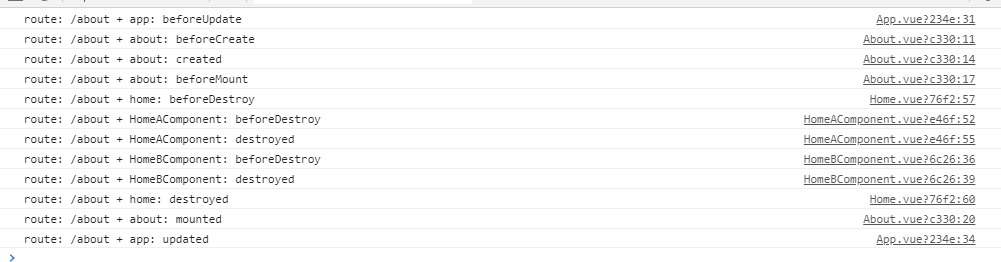 route: /about + app: beforeUpdate App.vue?234e:31
route: /about + about: beforeCreate About.vue?c330:11
route: /about + about: created About.vue?c330:14
route: /about + about: beforeMount About.vue?c330:17
route: /about + home: beforeDestroy Home.vue?76f2:57
route: /about + HomeAComponent: beforeDestroy HomeAComponent.vue?e46f:52
route: /about + HomeAComponent: destroyed HomeAComponent.vue?e46f:55
route: /about + HomeBComponent: beforeDestroy HomeBComponent.vue?6c26:36
route: /about + HomeBComponent: destroyed HomeBComponent.vue?6c26:39
route: /about + home: destroyed Home.vue?76f2:60
route: /about + about: mounted About.vue?c330:20
route: /about + app: updated App.vue?234e:34